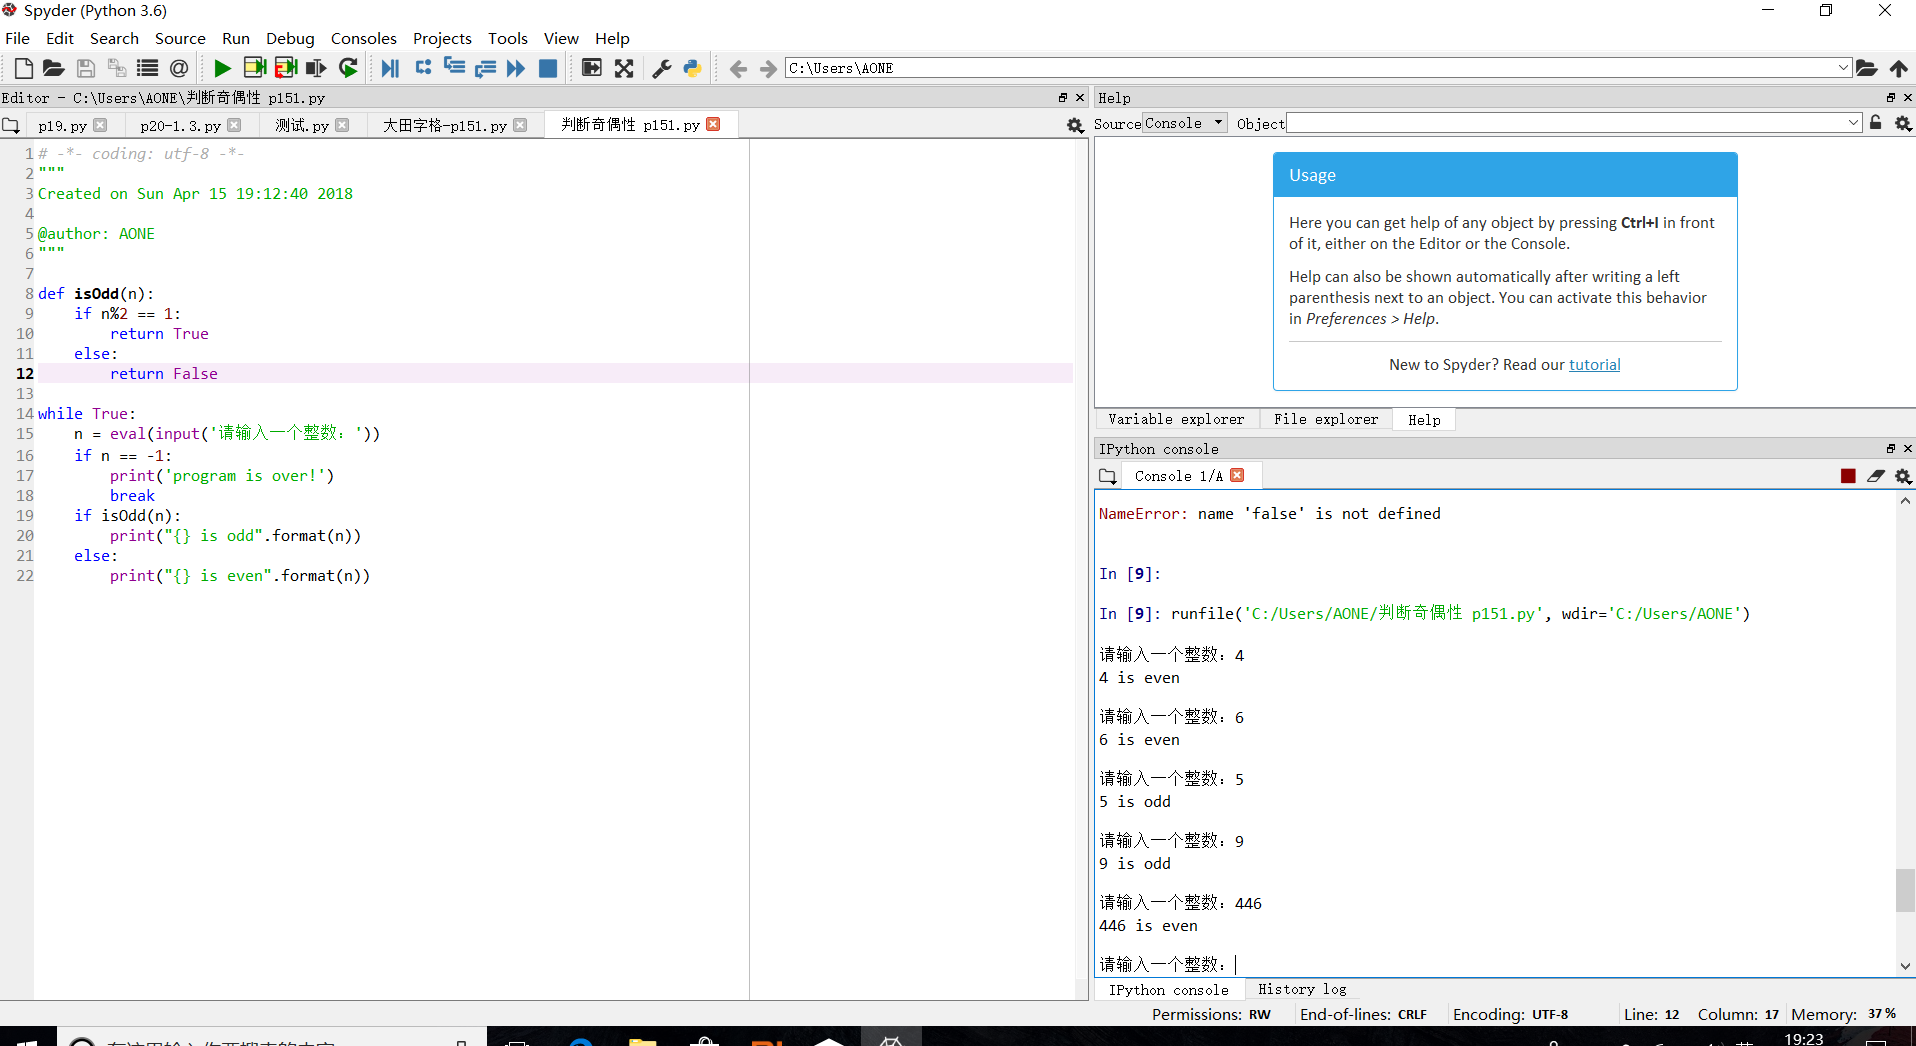 Spyder (Python 3.6)
File Edit Search Source Run Debug Consoles Projects Tools View Help
C:\Users\AONE
Editor - C:\Users\AONE\判断奇偶性 p151.py
p19.py p20-1.3.py 测试.py 大田字格-p151.py 判断奇偶性 p151.py
1 # -*- coding: utf-8 -*-
2 """
3 Created on Sun Apr 15 19:12:40 2018
4
5 @author: AONE
6 """
7
8 def isOdd(n):
9     if n%2 == 1:
10         return True
11     else:
12         return False
13
14 while True:
15     n = eval(input('请输入一个整数：'))
16     if n == -1:
17         print('program is over!')
18         break
19     if isOdd(n):
20         print("{} is odd".format(n))
21     else:
22         print("{} is even".format(n))
Help
Source Console Object
Usage
Here you can get help of any object by pressing Ctrl+I in front
of it, either on the Editor or the Console.
Help can also be shown automatically after writing a left
parenthesis next to an object. You can activate this behavior
in Preferences > Help.
New to Spyder? Read our tutorial
Variable explorer File explorer Help
IPython console
Console 1/A
NameError: name 'false' is not defined
In [9]:
In [9]: runfile('C:/Users/AONE/判断奇偶性 p151.py', wdir='C:/Users/AONE')
请输入一个整数：4
4 is even
请输入一个整数：6
6 is even
请输入一个整数：5
5 is odd
请输入一个整数：9
9 is odd
请输入一个整数：446
446 is even
请输入一个整数：
IPython console History log
Permissions: RW End-of-lines: CRLF Encoding: UTF-8 Line: 12 Column: 17 Memory: 37 %
19:23